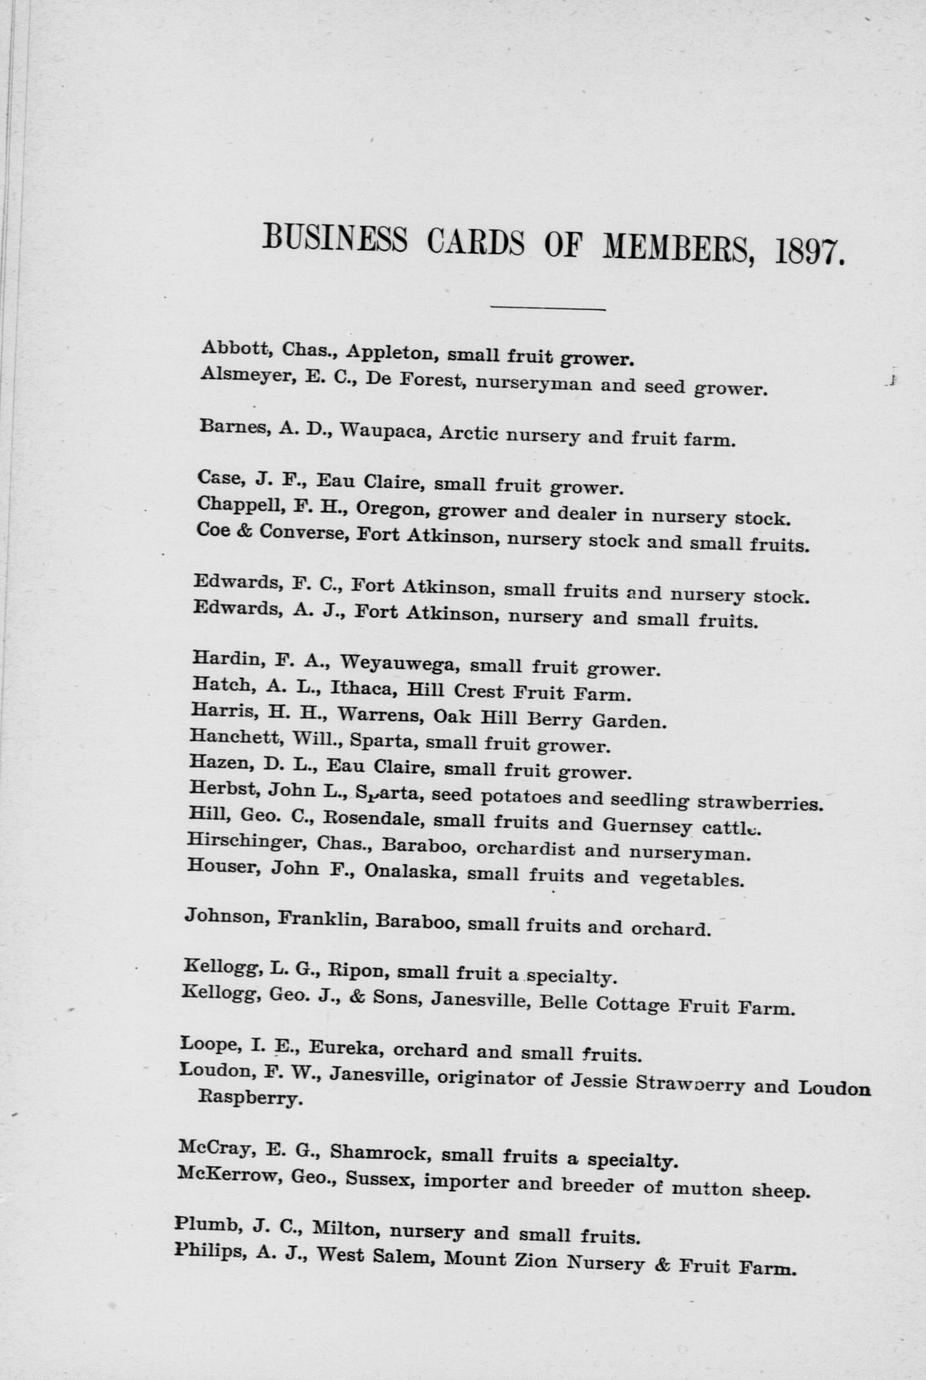 BUSINESS CARDS OF MEMBERS, 1897.
Abbott, Chas., Appleton, small fruit grower.
Alsmeyer, E. C., De Forest, nurseryman and seed grower.
Barnes, A. D., Waupaca, Arctic nursery and fruit farm.
Case, J. F., Eau Claire, small fruit grower.
Chappell, F. H., Oregon, grower and dealer in nursery stock.
Coe & Converse, Fort Atkinson, nursery stock and small fruits.
Edwards, F. C., Fort Atkinson, small fruits and nursery stock.
Edwards, A. J., Fort Atkinson, nursery and small fruits.
Hardin, F. A., Weyauwega, small fruit grower.
Hatch, A. L., Ithaca, Hill Crest Fruit Farm.
Harris, H. H., Warrens, Oak Hill Berry Garden.
Hanchett, Will., Sparta, small fruit grower.
Hazen, D. L., Eau Claire, small fruit grower.
Herbst, John L., Sparta, seed potatoes and seedling strawberries.
Hill, Geo. C., Rosendale, small fruits and Guernsey cattle.
Hirschinger, Chas., Baraboo, orchardist and nurseryman.
Houser, John F., Onalaska, small fruits and vegetables.
Johnson, Franklin, Baraboo, small fruits and orchard.
Kellogg, L. G., Ripon, small fruit a specialty.
Kellogg, Geo. J., & Sons, Janesville, Belle Cottage Fruit Farm.
Loope, I. E., Eureka, orchard and small fruits.
Loudon, F. W., Janesville, originator of Jessie Strawberry and Loudon
Raspberry.
McCray, E. G., Shamrock, small fruits a specialty.
McKerrow, Geo., Sussex, importer and breeder of mutton sheep.
Plumb, J. C., Milton, nursery and small fruits.
Philips, A. J., West Salem, Mount Zion Nursery & Fruit Farm.